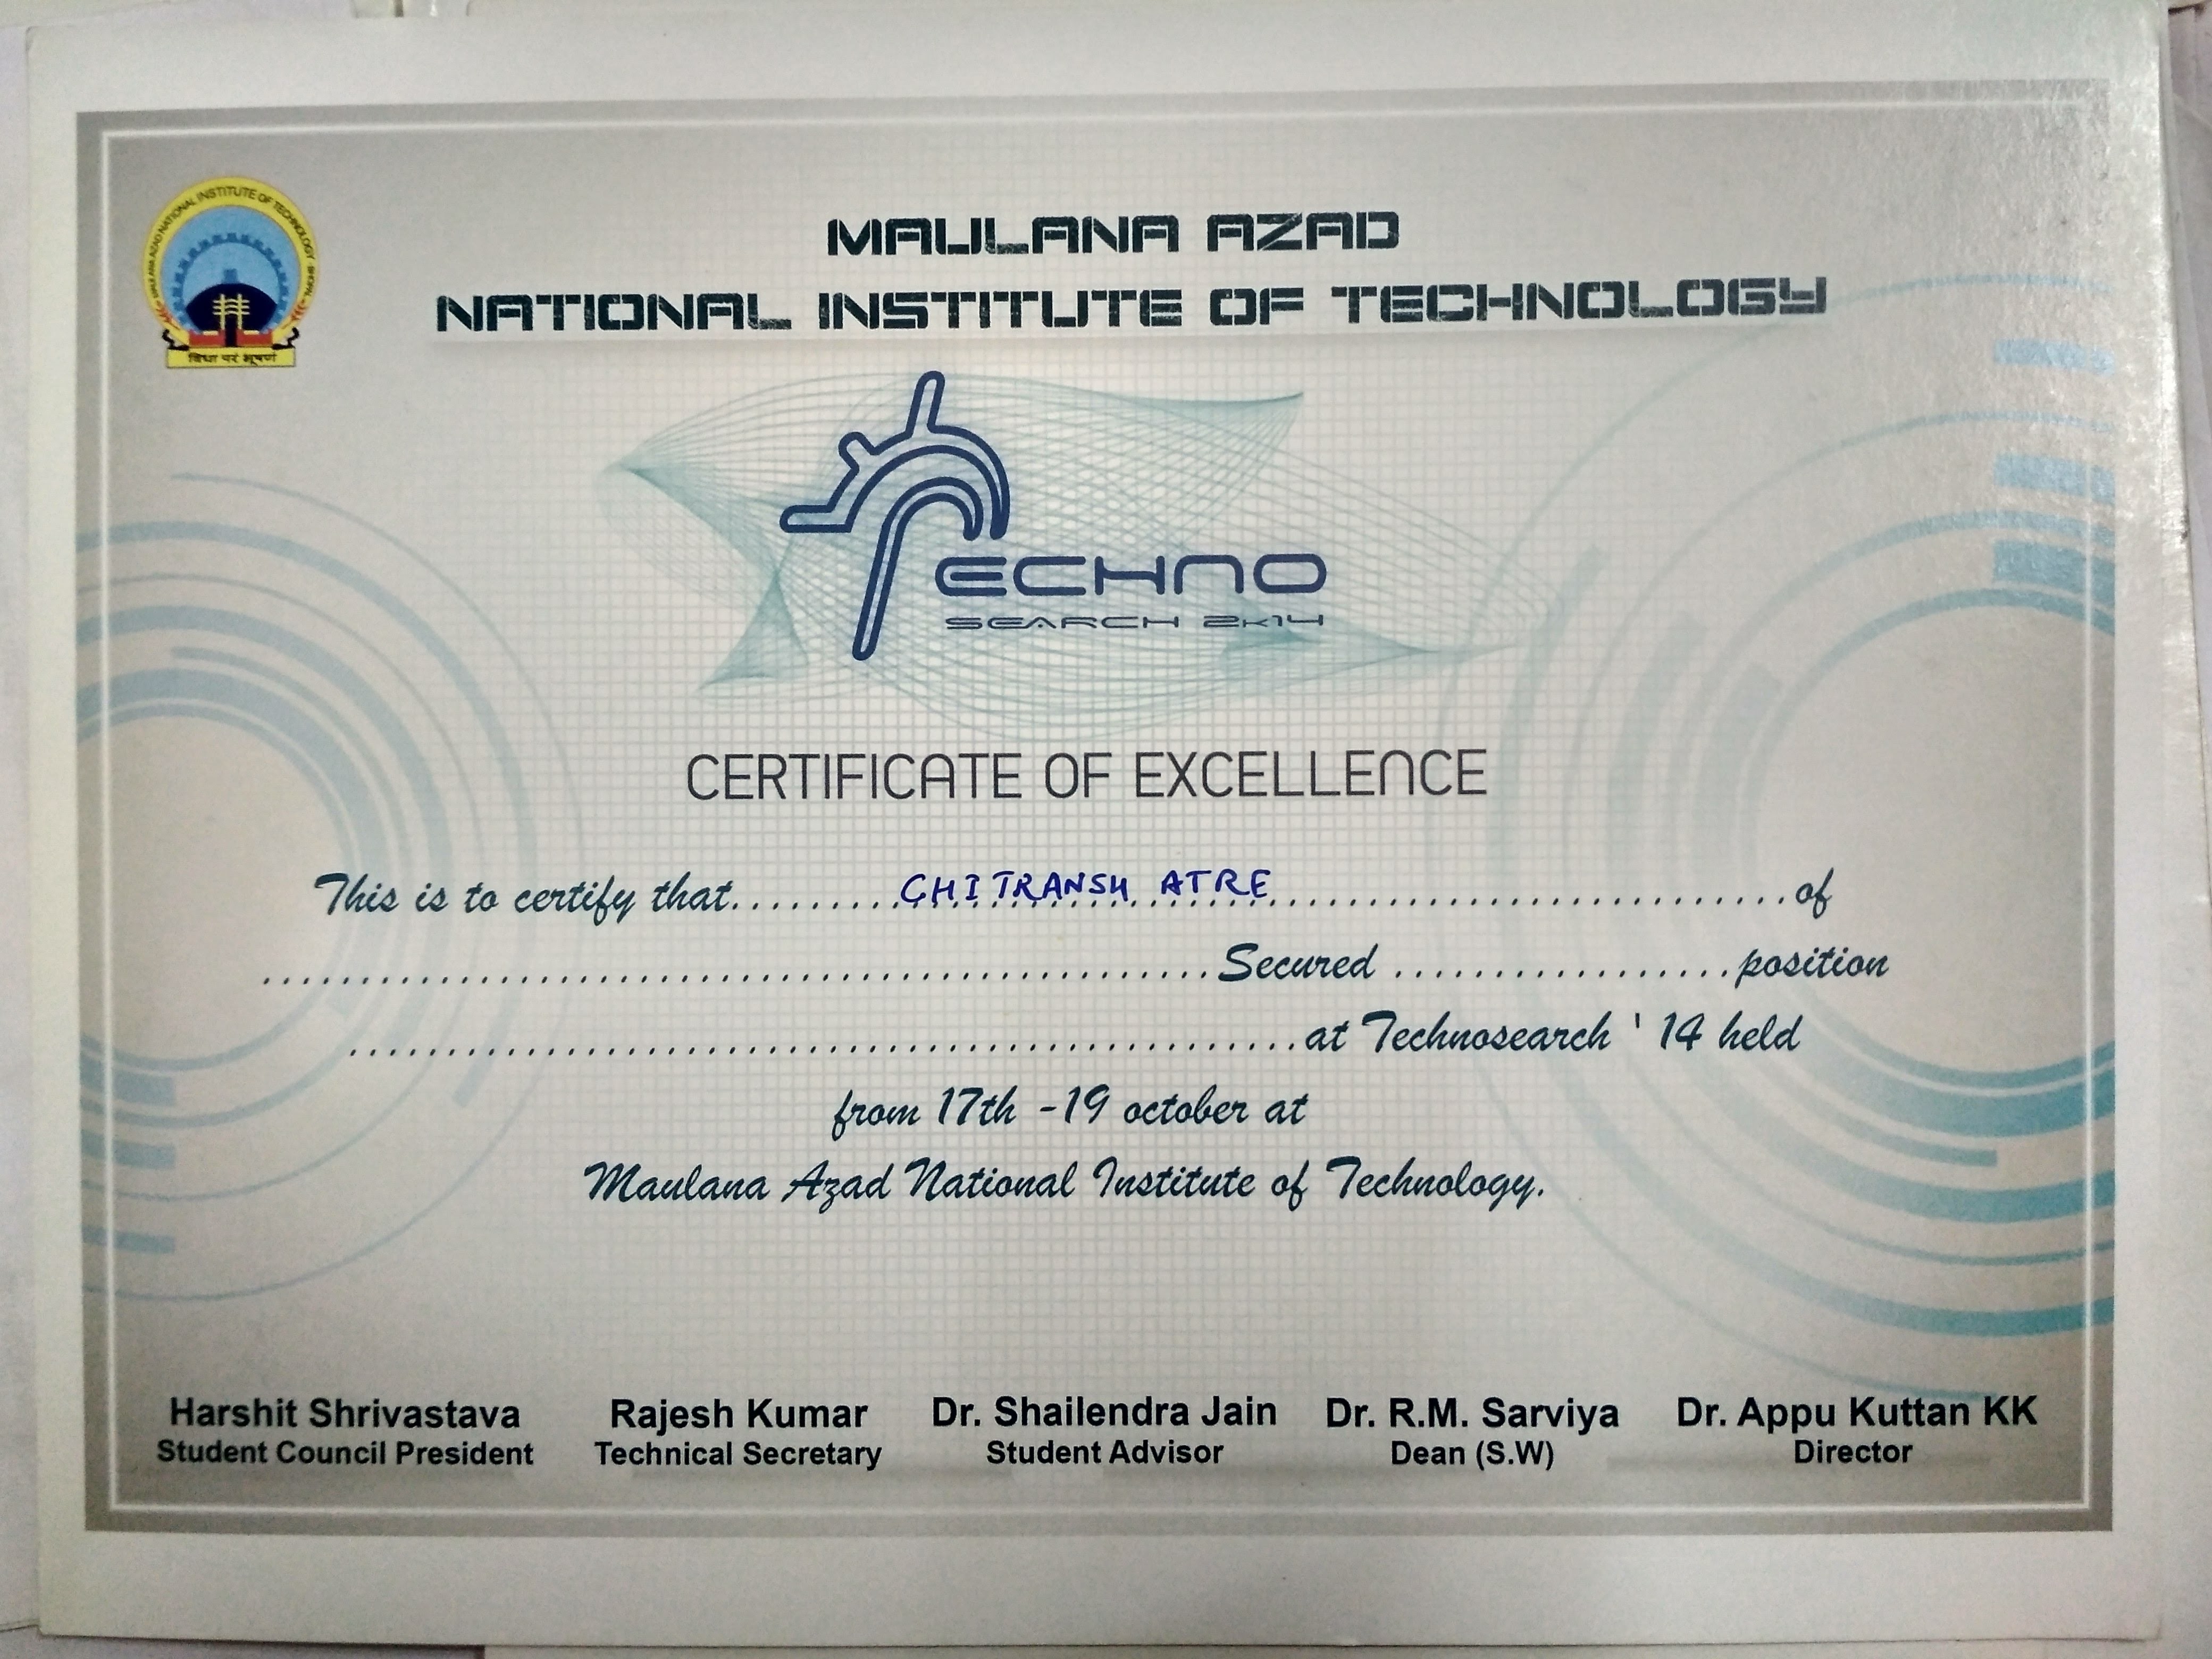 MAULANA AZAD NATIONAL INSTITUTE OF TECHNOLOGY BHOPAL
विद्या परं भूषणं
MAULANA AZAD
NATIONAL INSTITUTE OF TECHNOLOGY
TECHNO
SEARCH 2K14
CERTIFICATE OF EXCELLENCE
This is to certify that.........CHITRANSH ATRE..........................of
................................................Secured .................position
................................................at Technosearch ' 14 held
from 17th -19 october at
Maulana Azad National Institute of Technology.
Harshit Shrivastava Rajesh Kumar Dr. Shailendra Jain Dr. R.M. Sarviya Dr. Appu Kuttan KK
Student Council President Technical Secretary Student Advisor Dean (S.W) Director